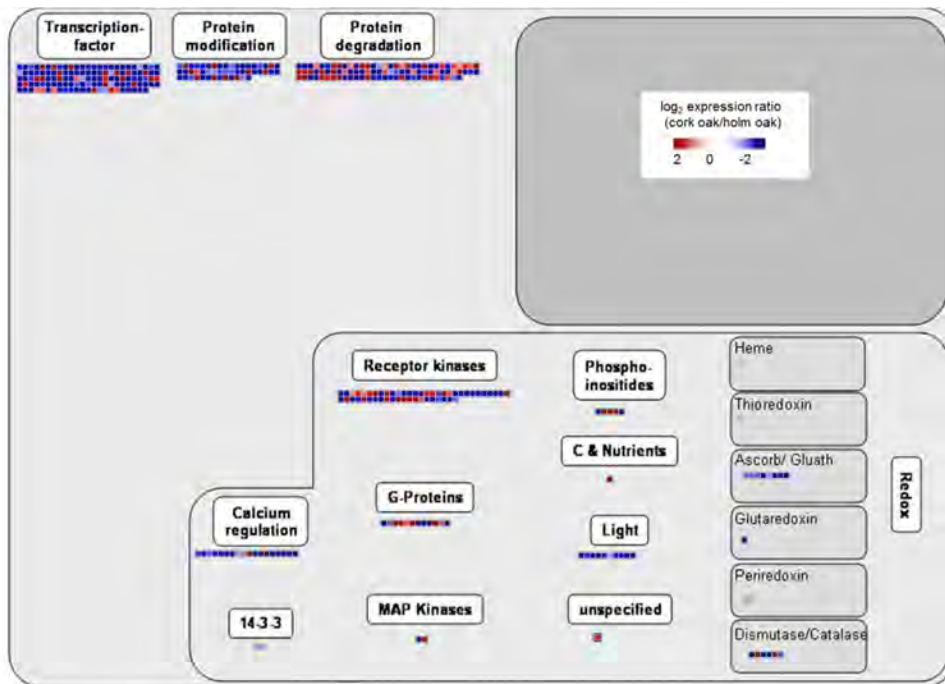 Transcription-
factor
Protein
modification
Protein
degradation
log2 expression ratio
(cork oak/holm oak)
2 0 -2
Receptor kinases
Phospho-
inositides
Heme
Thioredoxin
C & Nutrients
Ascorb/ Gluath
Redox
G-Proteins
Calcium
regulation
Light
Glutaredoxin
Periredoxin
14-3-3
MAP Kinases
unspecified
Dismutase/Catalase